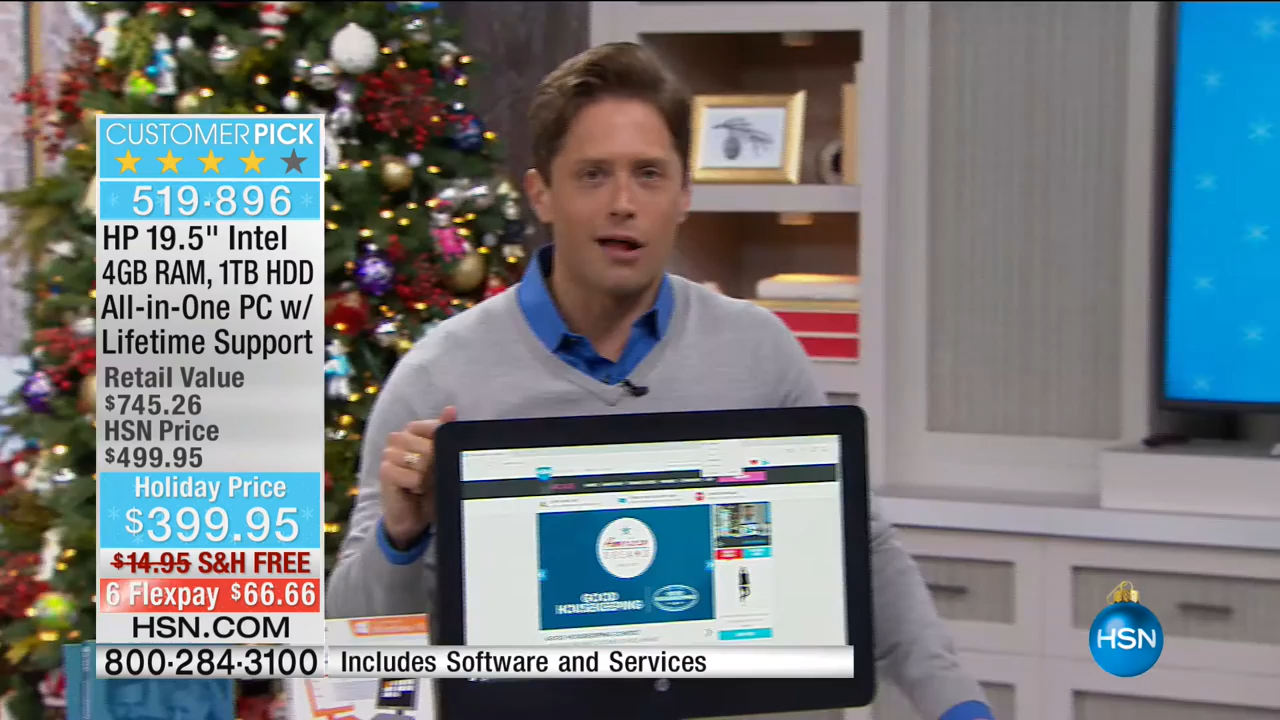 CUSTOMER PICK
519-896
HP 19.5" Intel
4GB RAM, 1TB HDD
All-in-One PC w/
Lifetime Support
Retail Value
$745.26
HSN Price
$499.95
Holiday Price
$399.95
$14.95 S&H FREE
6 Flexpay $66.66
HSN.COM
800-284-3100
Includes Software and Services
GOOD
HOUSEKEEPING
HSN